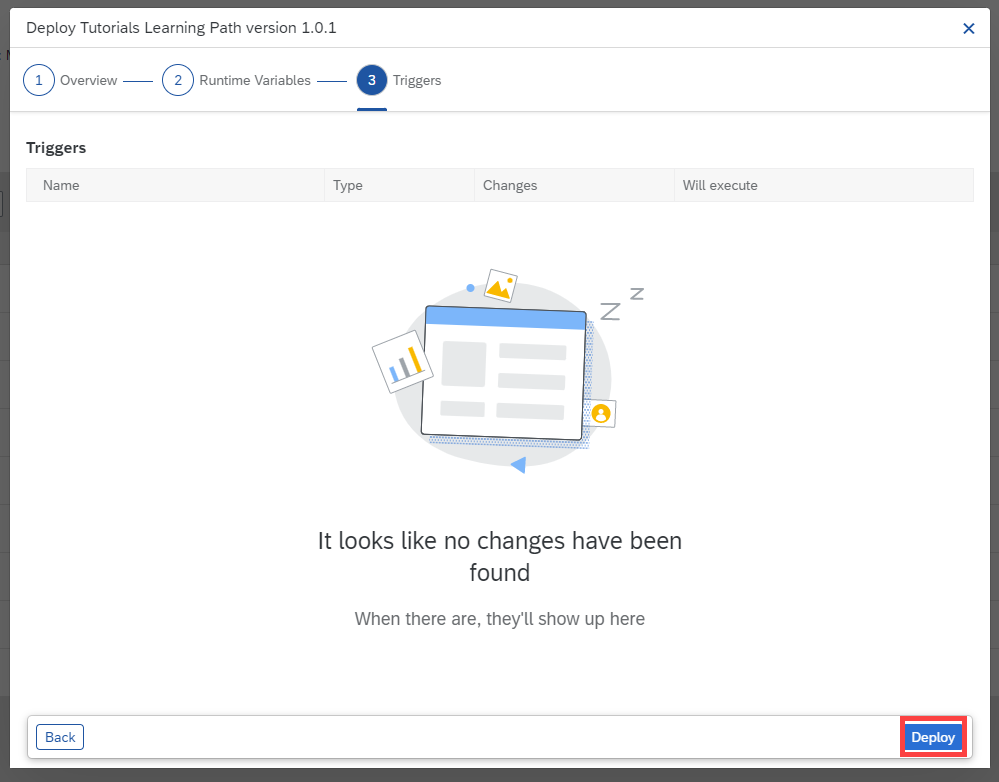 Deploy Tutorials Learning Path version 1.0.1
1 Overview 2 Runtime Variables 3 Triggers
Triggers
Name Type Changes Will execute
Z Z
It looks like no changes have been
found
When there are, they'll show up here
Back Deploy